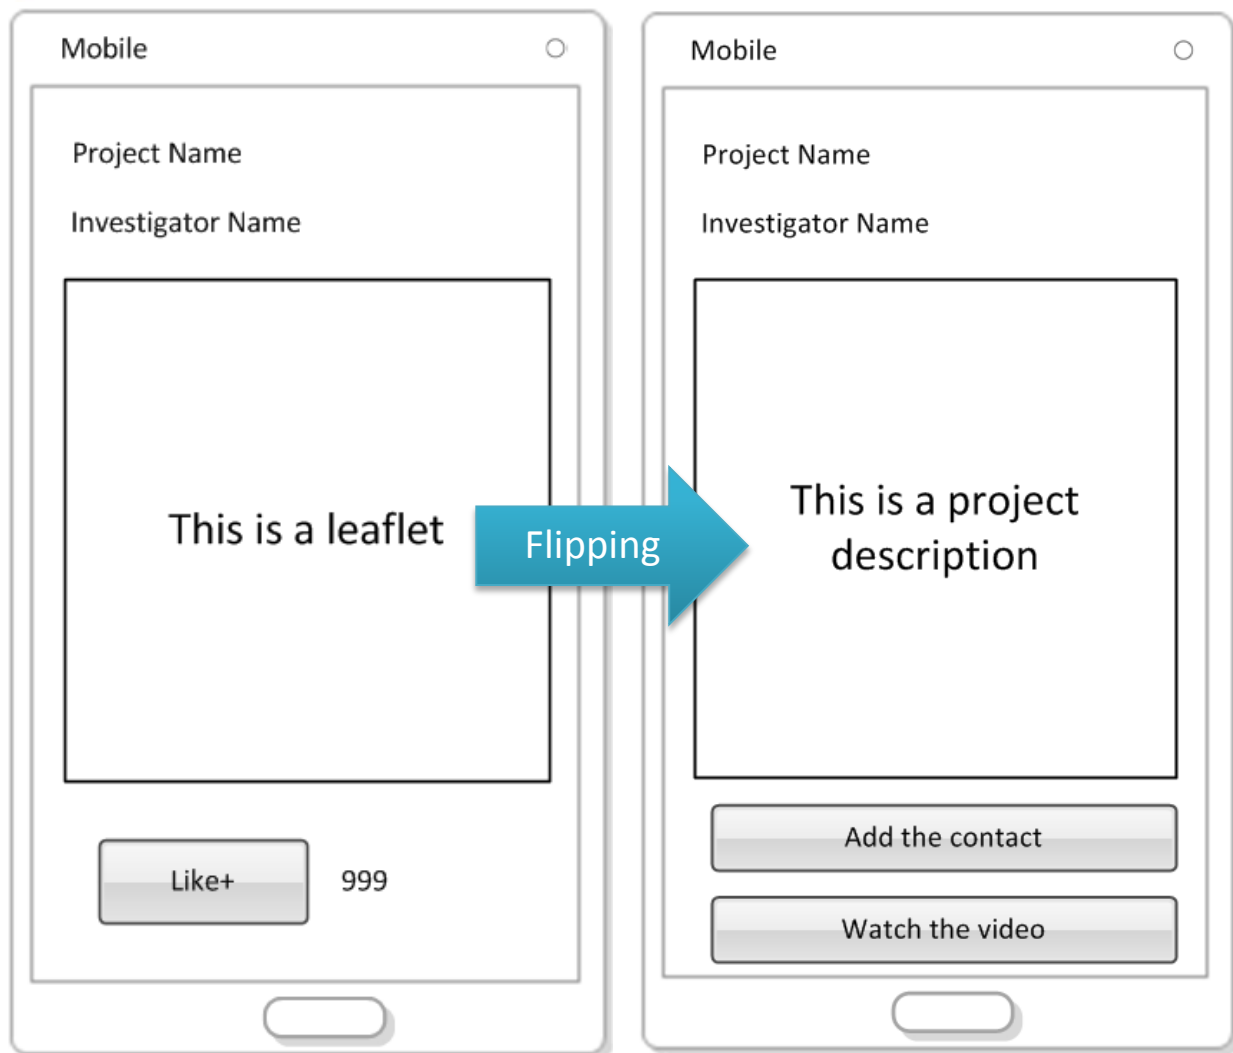 Mobile
Project Name
Investigator Name
This is a leaflet
Like+ 999
Flipping
Mobile
Project Name
Investigator Name
This is a project
description
Add the contact
Watch the video